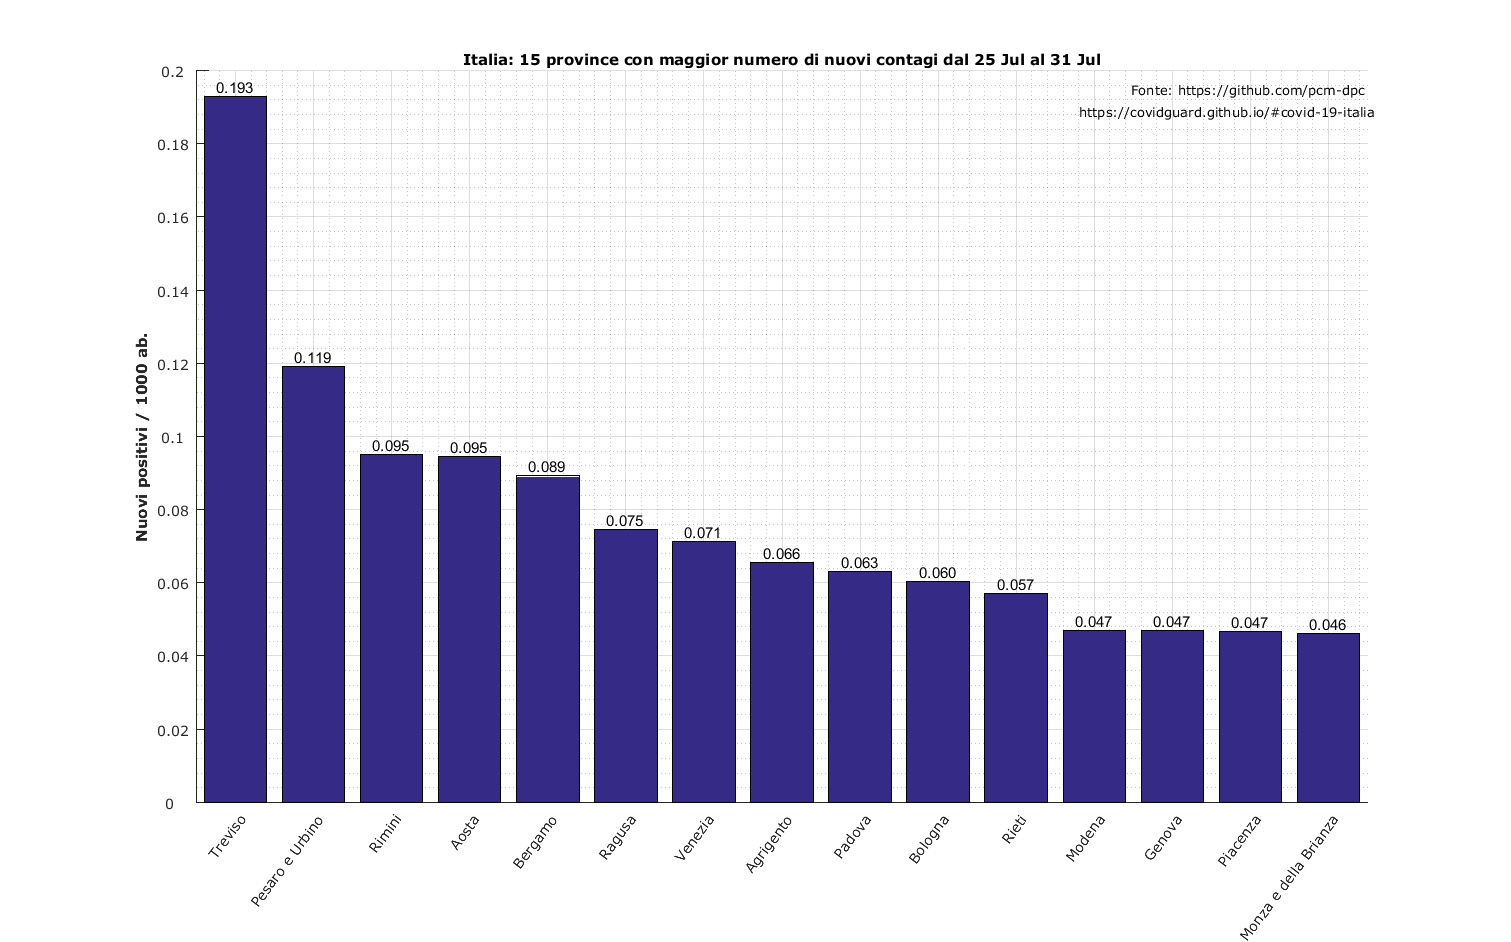 Italia: 15 province con maggior numero di nuovi contagi dal 25 Jul al 31 Jul
Fonte: https://github.com/pcm-dpc
https://covidguard.github.io/#covid-19-italia
Nuovi positivi / 1000 ab.
0.2
0.18
0.16
0.14
0.12
0.1
0.08
0.06
0.04
0.02
0
0.193
0.119
0.095
0.095
0.089
0.075
0.071
0.066
0.063
0.060
0.057
0.047
0.047
0.047
0.046
Treviso
Pesaro e Urbino
Rimini
Aosta
Bergamo
Ragusa
Venezia
Agrigento
Padova
Bologna
Rieti
Modena
Genova
Piacenza
Monza e della Brianza